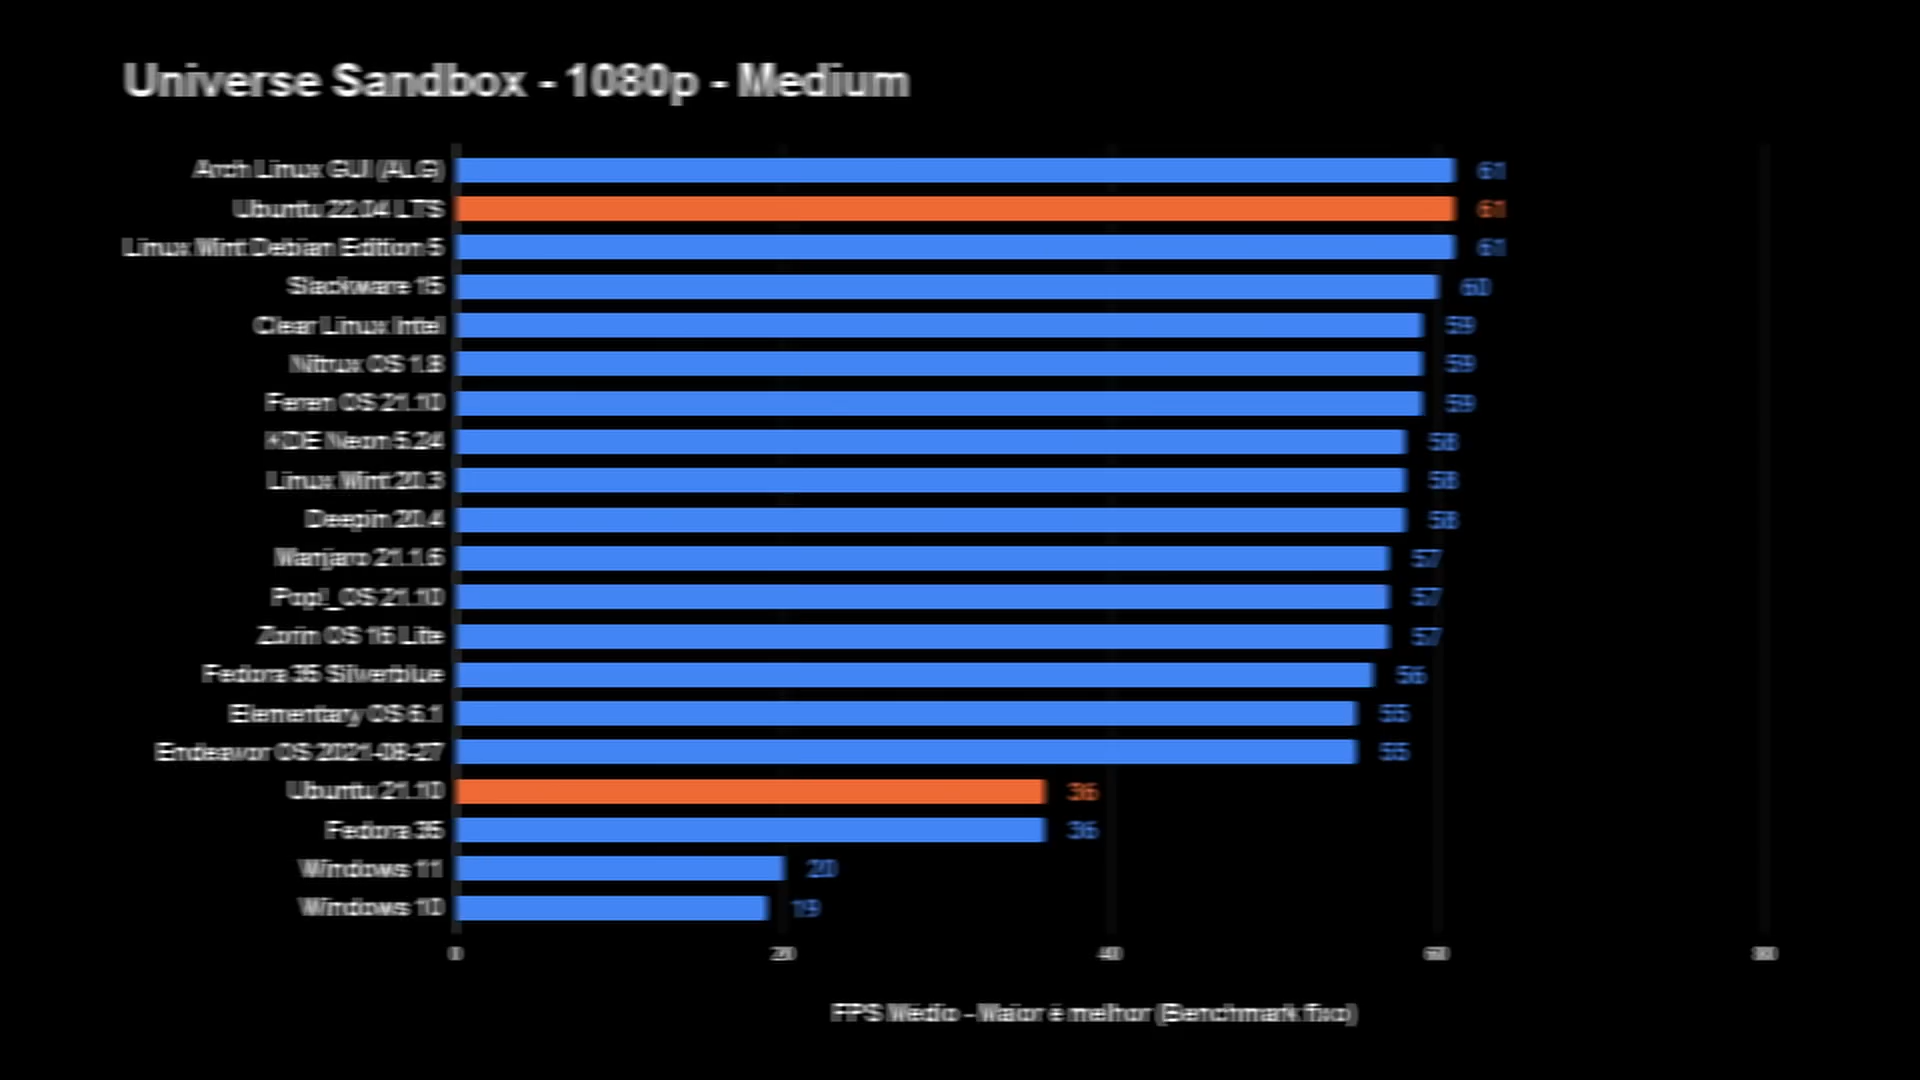 Universe Sandbox - 1080p - Medium
Arch Linux GUI (ALG) 61
Ubuntu 22.04 LTS 61
Linux Mint Debian Edition 5 61
Slackware 15 60
Clear Linux Intel 59
Nitrux OS 1.8 59
Feren OS 21.10 59
KDE Neon 5.24 58
Linux Mint 20.3 58
Deepin 20.4 58
Manjaro 21.1.6 57
Pop!_OS 21.10 57
Zorin OS 16 Lite 57
Fedora 35 Silverblue 56
Elementary OS 6.1 55
Endeavor OS 2021-08-27 55
Ubuntu 21.10 36
Fedora 35 36
Windows 11 20
Windows 10 19
0 20 40 60 80
FPS Médio - Maior é melhor (Benchmark fixo)